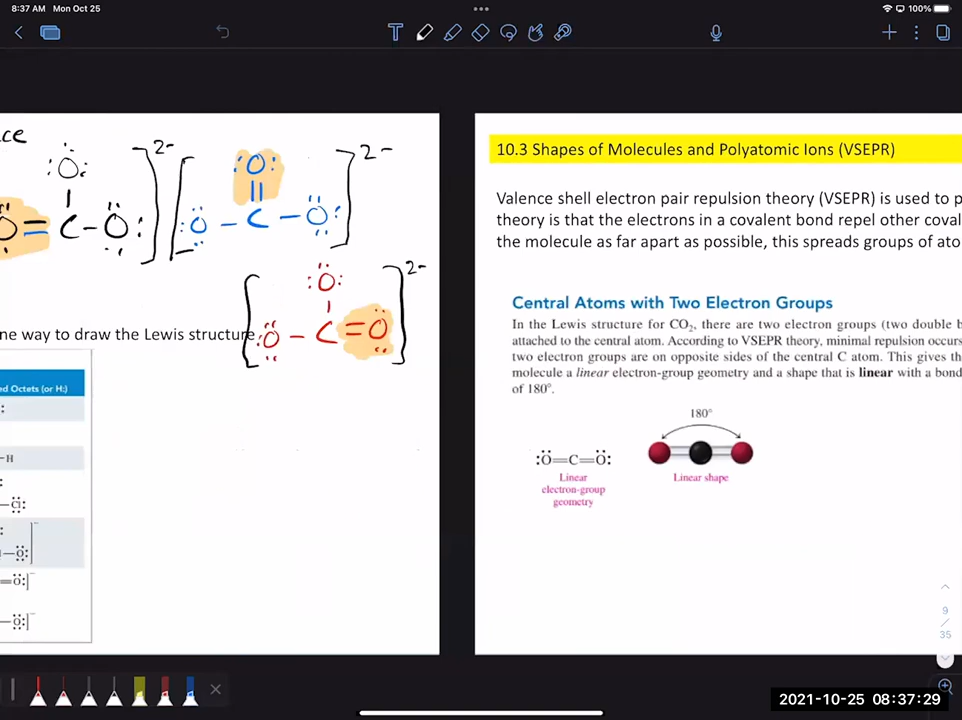 8:37 AM Mon Oct 25
100%
T
ce
:O: 2-
O = C - O:
:O: 2-
:O - C - O:
:O: 2-
:O - C = O
ne way to draw the Lewis structure
ed Octets (or H:)
:
-H
:
-Cl:
:
-O:
=O:
-O:
10.3 Shapes of Molecules and Polyatomic Ions (VSEPR)
Valence shell electron pair repulsion theory (VSEPR) is used to p
theory is that the electrons in a covalent bond repel other coval
the molecule as far apart as possible, this spreads groups of ato
Central Atoms with Two Electron Groups
In the Lewis structure for CO₂, there are two electron groups (two double b
attached to the central atom. According to VSEPR theory, minimal repulsion occurs
two electron groups are on opposite sides of the central C atom. This gives th
molecule a linear electron-group geometry and a shape that is linear with a bond
of 180°.
180°
:Ö=C=Ö:
Linear
electron-group
geometry
Linear shape
9
/
35
2021-10-25 08:37:29